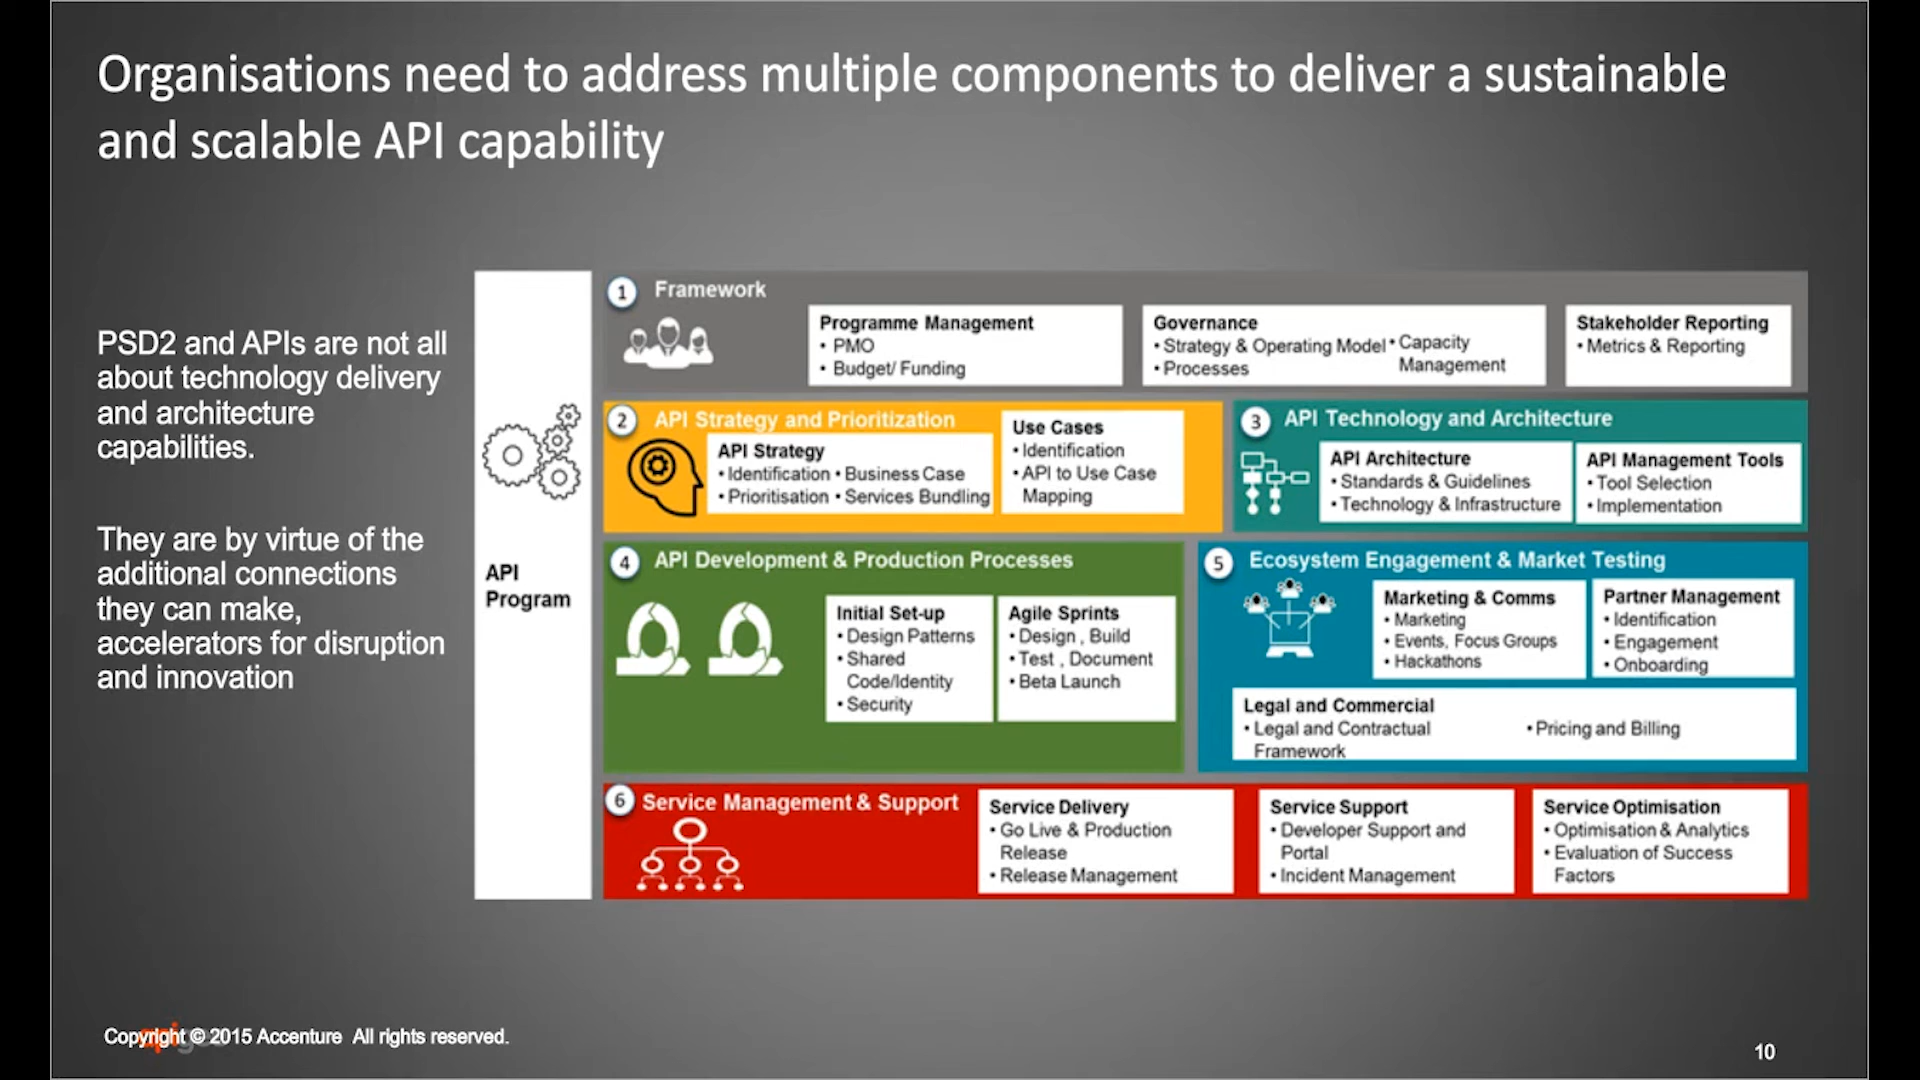 Organisations need to address multiple components to deliver a sustainable
and scalable API capability
PSD2 and APIs are not all
about technology delivery
and architecture
capabilities.
They are by virtue of the
additional connections
they can make,
accelerators for disruption
and innovation
API
Program
1 Framework
Programme Management
• PMO
• Budget/ Funding
Governance
• Strategy & Operating Model
• Processes
• Capacity
Management
Stakeholder Reporting
• Metrics & Reporting
2 API Strategy and Prioritization
API Strategy
• Identification • Business Case
• Prioritisation • Services Bundling
Use Cases
• Identification
• API to Use Case
Mapping
3 API Technology and Architecture
API Architecture
• Standards & Guidelines
• Technology & Infrastructure
API Management Tools
• Tool Selection
• Implementation
4 API Development & Production Processes
Initial Set-up
• Design Patterns
• Shared
Code/Identity
• Security
Agile Sprints
• Design , Build
• Test , Document
• Beta Launch
5 Ecosystem Engagement & Market Testing
Marketing & Comms
• Marketing
• Events, Focus Groups
• Hackathons
Partner Management
• Identification
• Engagement
• Onboarding
Legal and Commercial
• Legal and Contractual
Framework
• Pricing and Billing
6 Service Management & Support
Service Delivery
• Go Live & Production
Release
• Release Management
Service Support
• Developer Support and
Portal
• Incident Management
Service Optimisation
• Optimisation & Analytics
• Evaluation of Success
Factors
Copyright © 2015 Accenture All rights reserved.
10